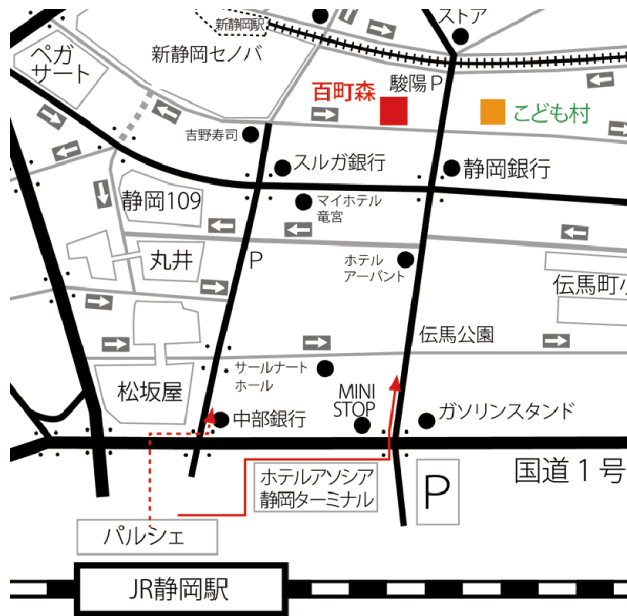 ストア
新静岡駅
新静岡セノバ
ペガ
サート
百町森
駿陽P
こども村
吉野寿司
スルガ銀行
静岡銀行
静岡109
マイホテル
竜宮
丸井
P
ホテル
アーバント
伝馬町小
伝馬公園
サールナート
ホール
松坂屋
MINI
STOP
中部銀行
ガソリンスタンド
国道1号
ホテルアソシア
静岡ターミナル
P
パルシェ
JR静岡駅